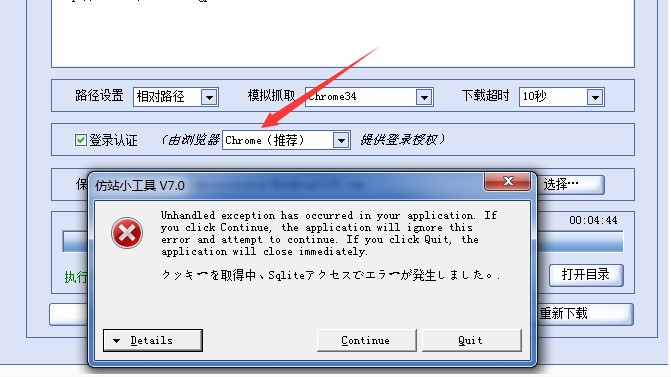 路径设置 相对路径 模拟抓取 Chrome34 下载超时 10秒
登录认证 (由浏览器 Chrome（推荐） 提供登录授权)
保 选择…
仿站小工具 V7.0
00:04:44
Unhandled exception has occurred in your application. If
you click Continue, the application will ignore this
error and attempt to continue. If you click Quit, the
application will close immediately.
クッキーを取得中、Sqliteアクセスでエラーが発生しました。.
执行
打开目录
重新下载
Details Continue Quit